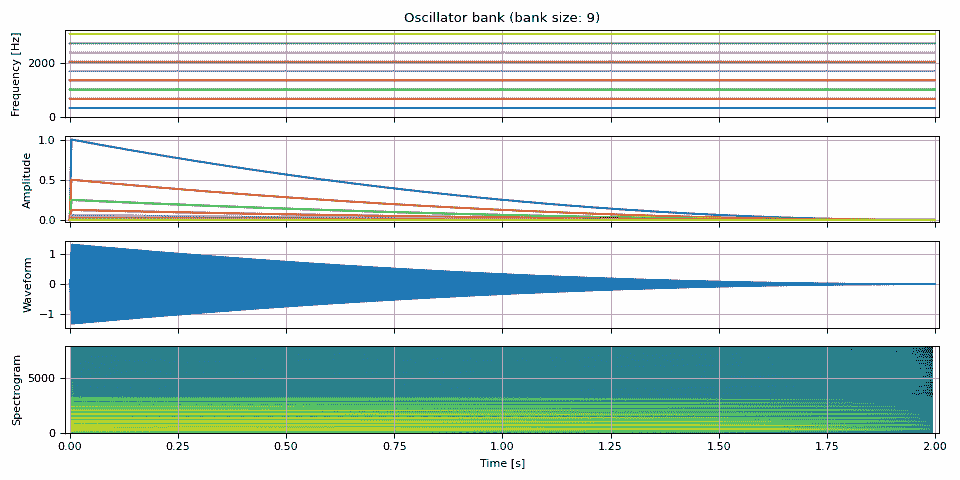 Oscillator bank (bank size: 9)
Frequency [Hz]
2000
0
Amplitude
1.0
0.5
0.0
Waveform
1
0
−1
Spectrogram
5000
0
0.00 0.25 0.50 0.75 1.00 1.25 1.50 1.75 2.00
Time [s]